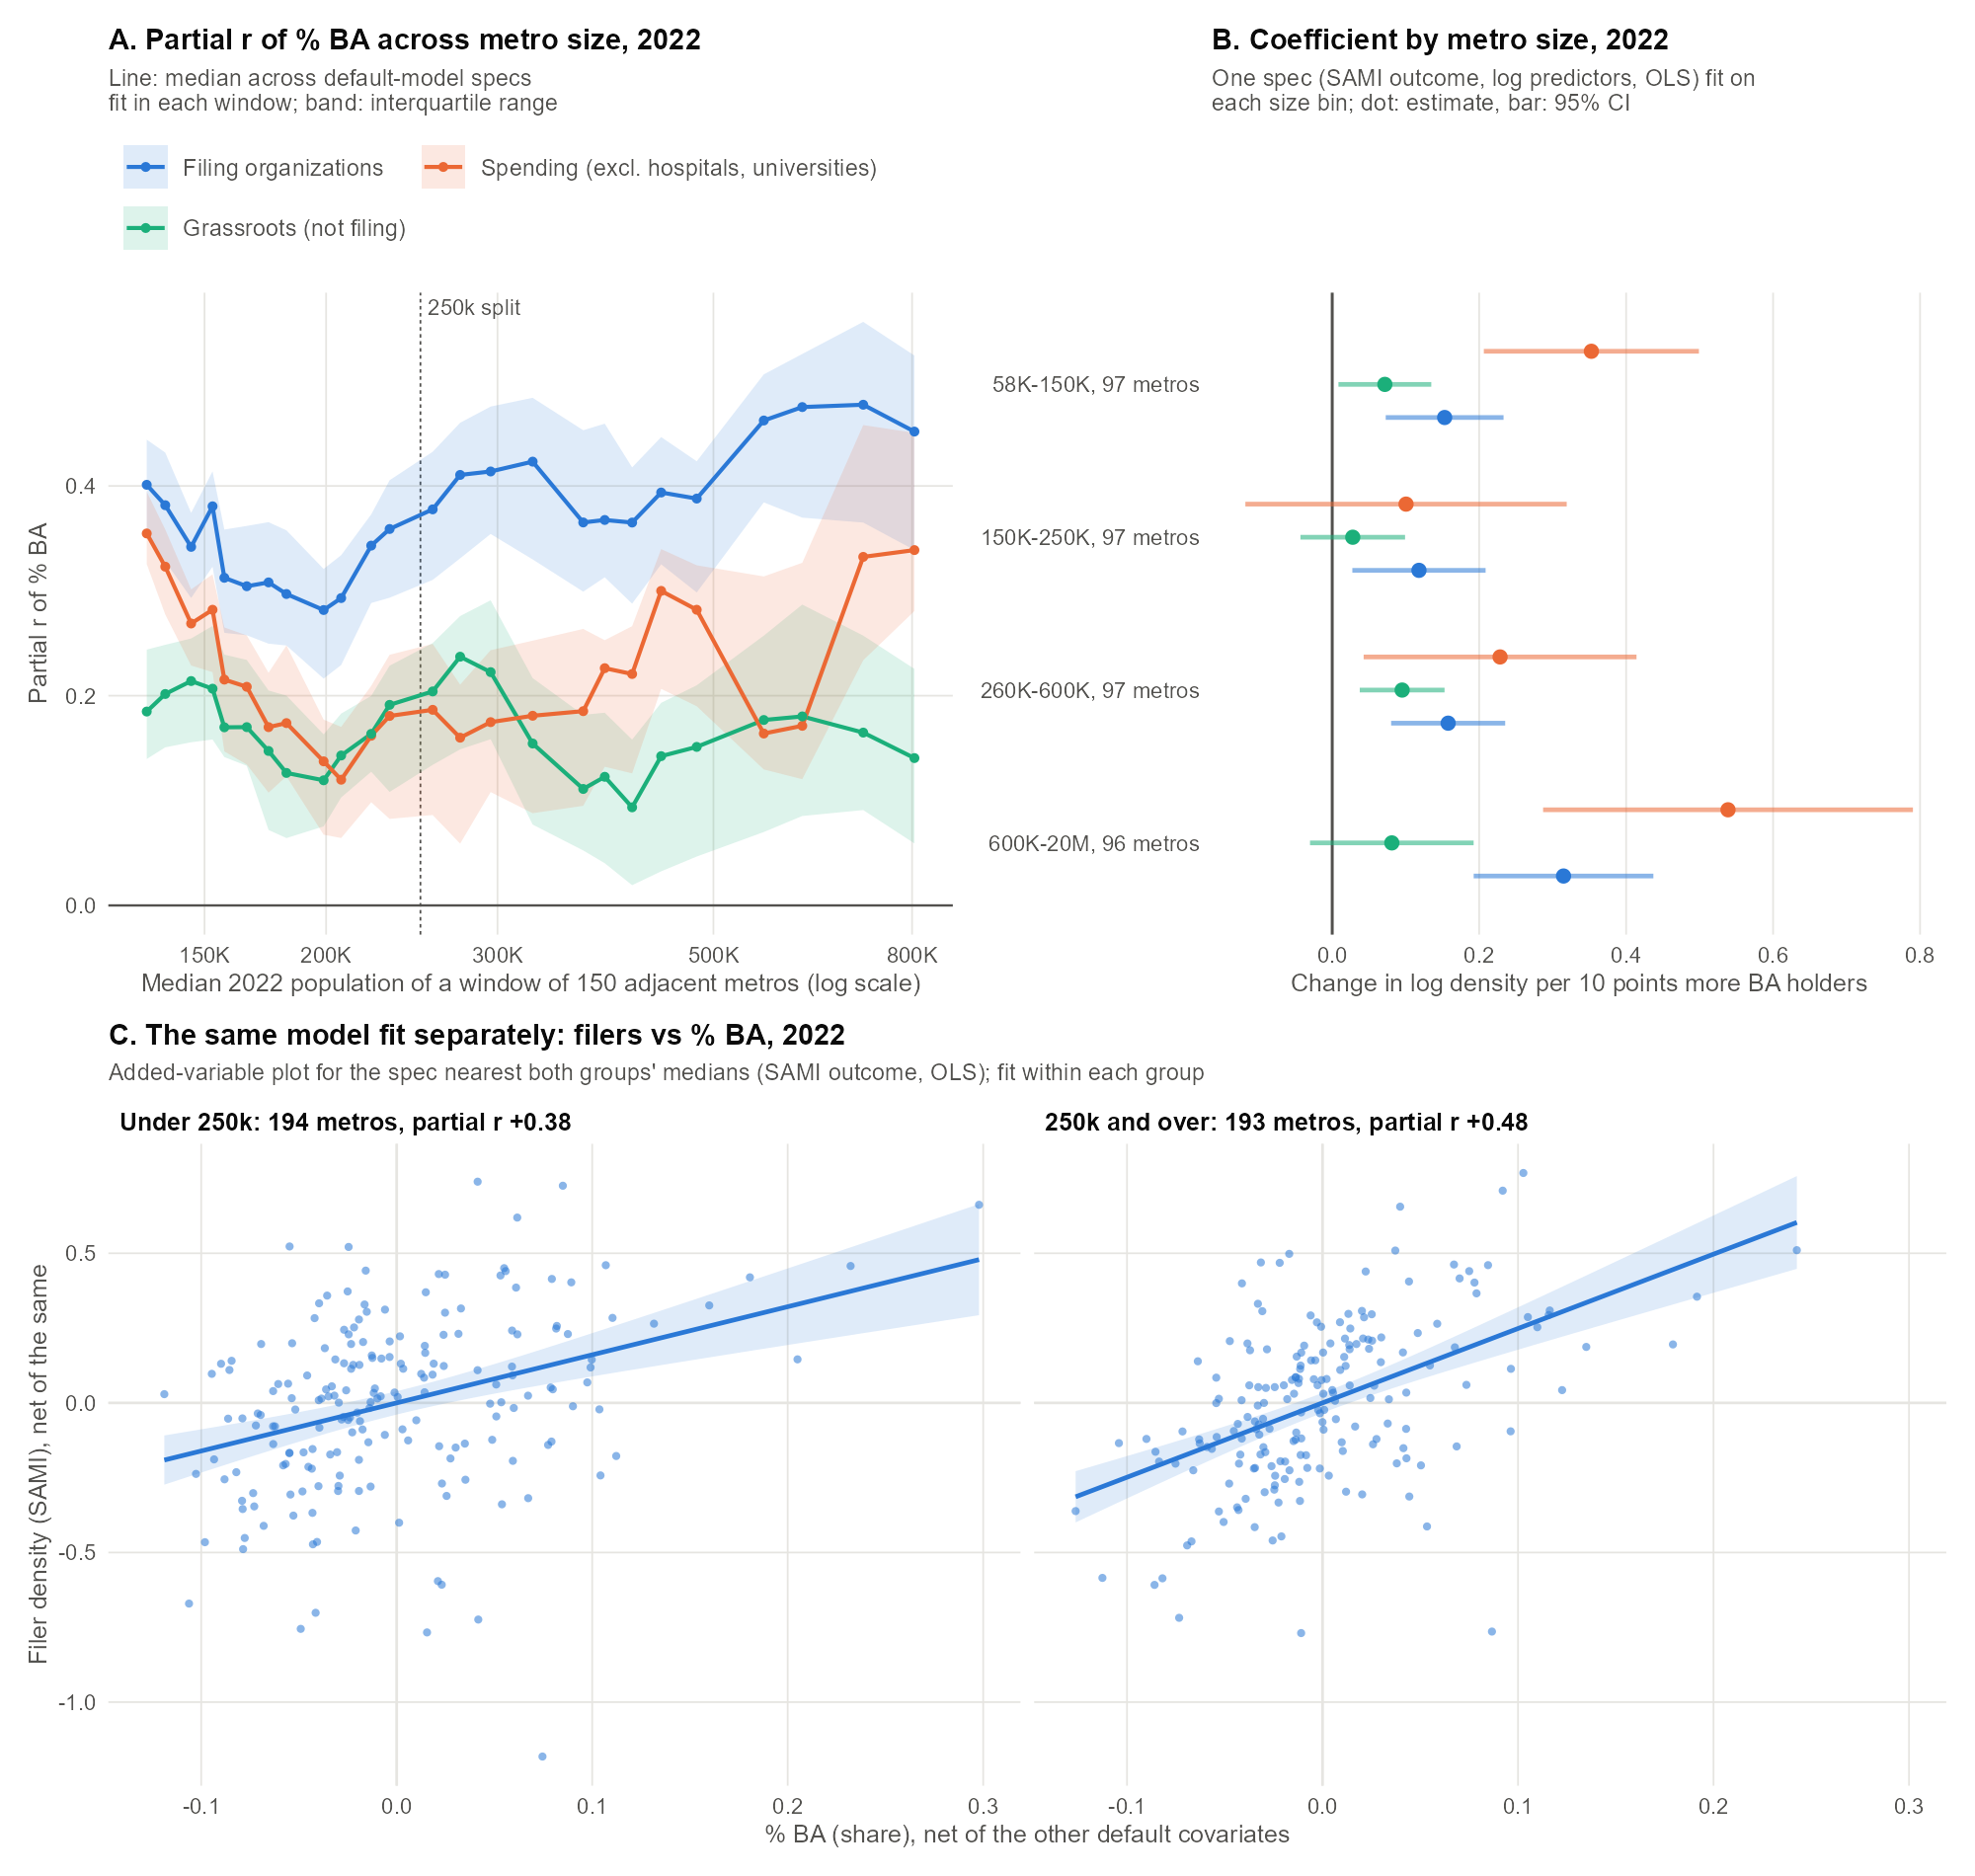 A. Partial r of % BA across metro size, 2022
Line: median across default-model specs
fit in each window; band: interquartile range
Filing organizations
Spending (excl. hospitals, universities)
Grassroots (not filing)
250k split
Partial r of % BA
0.4
0.2
0.0
150K
200K
300K
500K
800K
Median 2022 population of a window of 150 adjacent metros (log scale)
B. Coefficient by metro size, 2022
One spec (SAMI outcome, log predictors, OLS) fit on
each size bin; dot: estimate, bar: 95% CI
58K-150K, 97 metros
150K-250K, 97 metros
260K-600K, 97 metros
600K-20M, 96 metros
0.0
0.2
0.4
0.6
0.8
Change in log density per 10 points more BA holders
C. The same model fit separately: filers vs % BA, 2022
Added-variable plot for the spec nearest both groups' medians (SAMI outcome, OLS); fit within each group
Under 250k: 194 metros, partial r +0.38
250k and over: 193 metros, partial r +0.48
Filer density (SAMI), net of the same
0.5
0.0
-0.5
-1.0
-0.1
0.0
0.1
0.2
0.3
-0.1
0.0
0.1
0.2
0.3
% BA (share), net of the other default covariates